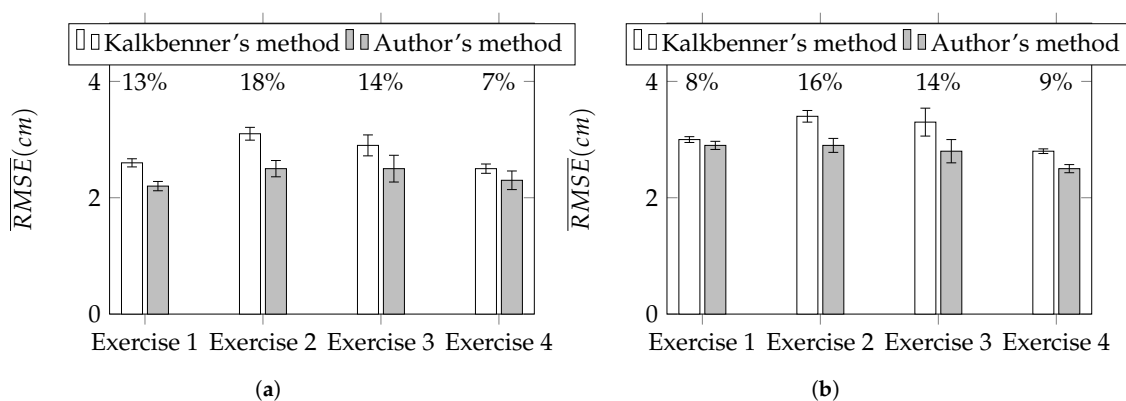 Kalkbenner's method Author's method
4
13% 18% 14% 7%
RMSE(cm)
2
0
Exercise 1 Exercise 2 Exercise 3 Exercise 4
(a)
Kalkbenner's method Author's method
4
8% 16% 14% 9%
RMSE(cm)
2
0
Exercise 1 Exercise 2 Exercise 3 Exercise 4
(b)